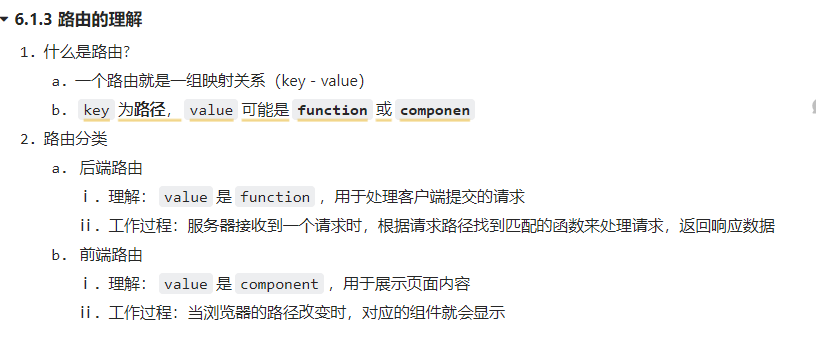 6.1.3 路由的理解
1. 什么是路由?
a. 一个路由就是一组映射关系（key - value）
b. key 为路径， value 可能是 function 或 componen
2. 路由分类
a. 后端路由
ⅰ. 理解： value 是 function ，用于处理客户端提交的请求
ⅱ. 工作过程：服务器接收到一个请求时，根据请求路径找到匹配的函数来处理请求，返回响应数据
b. 前端路由
ⅰ. 理解： value 是 component ，用于展示页面内容
ⅱ. 工作过程：当浏览器的路径改变时，对应的组件就会显示